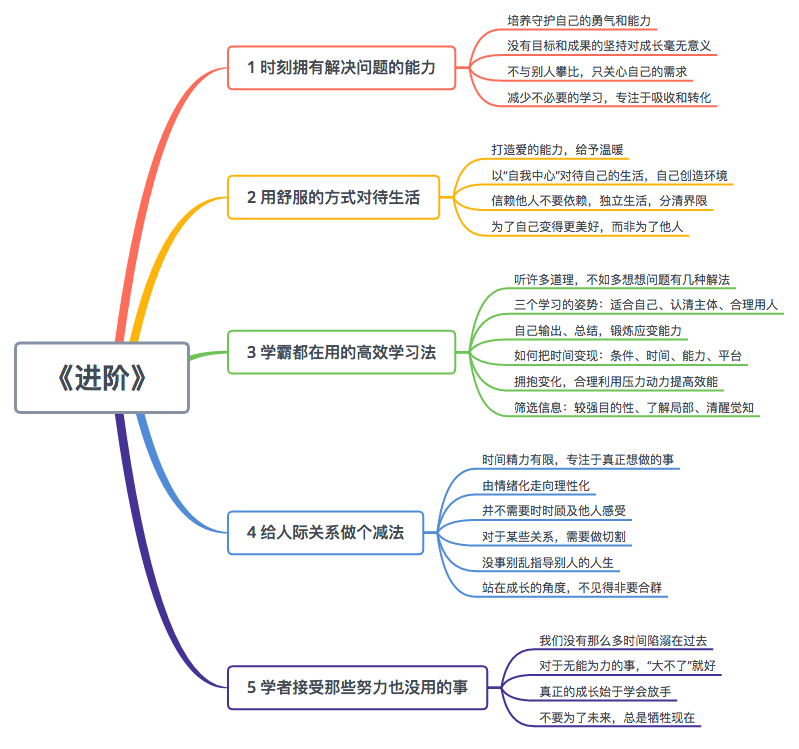 《进阶》
1 时刻拥有解决问题的能力
培养守护自己的勇气和能力
没有目标和成果的坚持对成长毫无意义
不与别人攀比，只关心自己的需求
减少不必要的学习，专注于吸收和转化
2 用舒服的方式对待生活
打造爱的能力，给予溫暖
以“自我中心”对待自己的生活，自己创造环境
信赖他人不要依赖，独立生活，分清界限
为了自己变得更美好，而非为了他人
3 学霸都在用的高效学习法
听许多道理，不如多想想问题有几种解法
三个学习的姿势：适合自己、认清主体、合理用人
自己输出、总结，锻炼应变能力
如何把时间变现：条件、时间、能力、平台
拥抱变化，合理利用压力动力提高效能
筛选信息：较强目的性、了解局部、清醒觉知
4 给人际关系做个减法
时间精力有限，专注于真正想做的事
由情绪化走向理性化
并不需要时时顾及他人感受
对于某些关系，需要做切割
没事别乱指导别人的人生
站在成长的角度，不见得非要合群
5 学者接受那些努力也没用的事
我们没有那么多时间陷溺在过去
对于无能为力的事，“大不了”就好
真正的成长始于学会放手
不要为了未来，总是牺牲现在